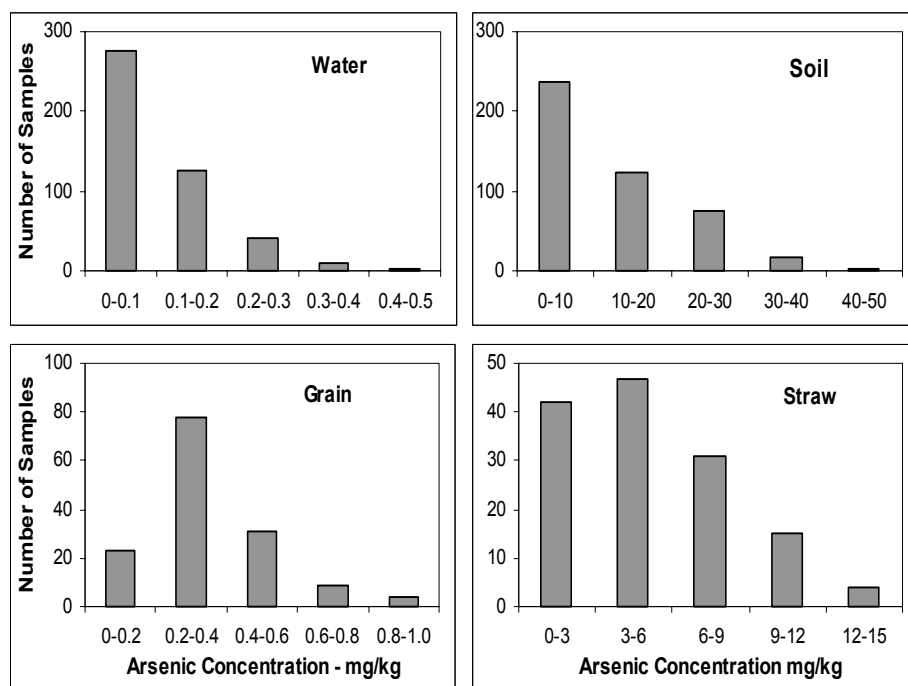 Number of Samples
300
200
100
0
Water
0-0.1 0.1-0.2 0.2-0.3 0.3-0.4 0.4-0.5
300
200
100
0
Soil
0-10 10-20 20-30 30-40 40-50
Number of Samples
100
80
60
40
20
0
Grain
0-0.2 0.2-0.4 0.4-0.6 0.6-0.8 0.8-1.0
Arsenic Concentration - mg/kg
50
40
30
20
10
0
Straw
0-3 3-6 6-9 9-12 12-15
Arsenic Concentration mg/kg